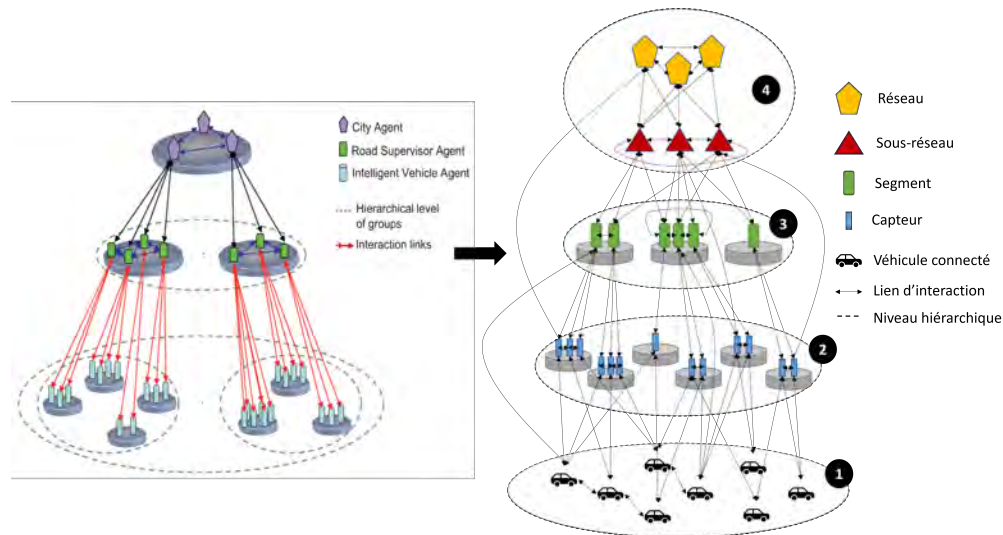 City Agent
Road Supervisor Agent
Intelligent Vehicle Agent
Hierarchical level
of groups
Interaction links
4
3
2
1
Réseau
Sous-réseau
Segment
Capteur
Véhicule connecté
Lien d'interaction
Niveau hiérarchique